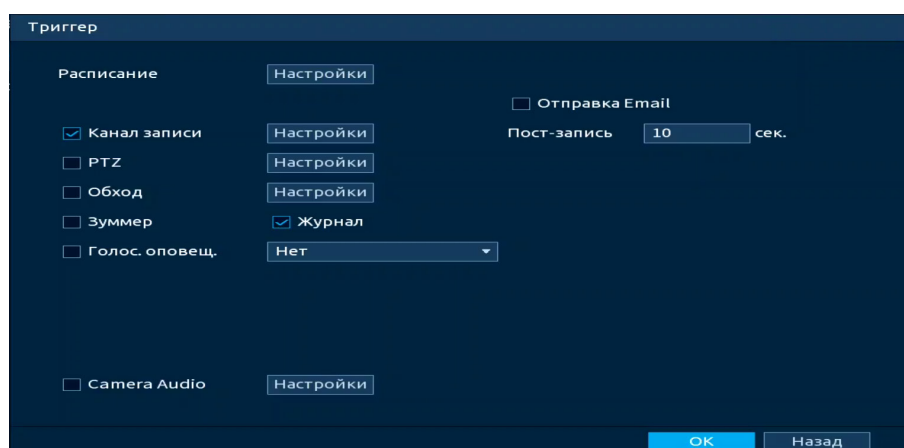 Триггер
Расписание Настройки
Отправка Email
Канал записи Настройки Пост-запись 10 сек.
PTZ Настройки
Обход Настройки
Зуммер Журнал
Голос. оповещ. Нет
Camera Audio Настройки
OK Назад